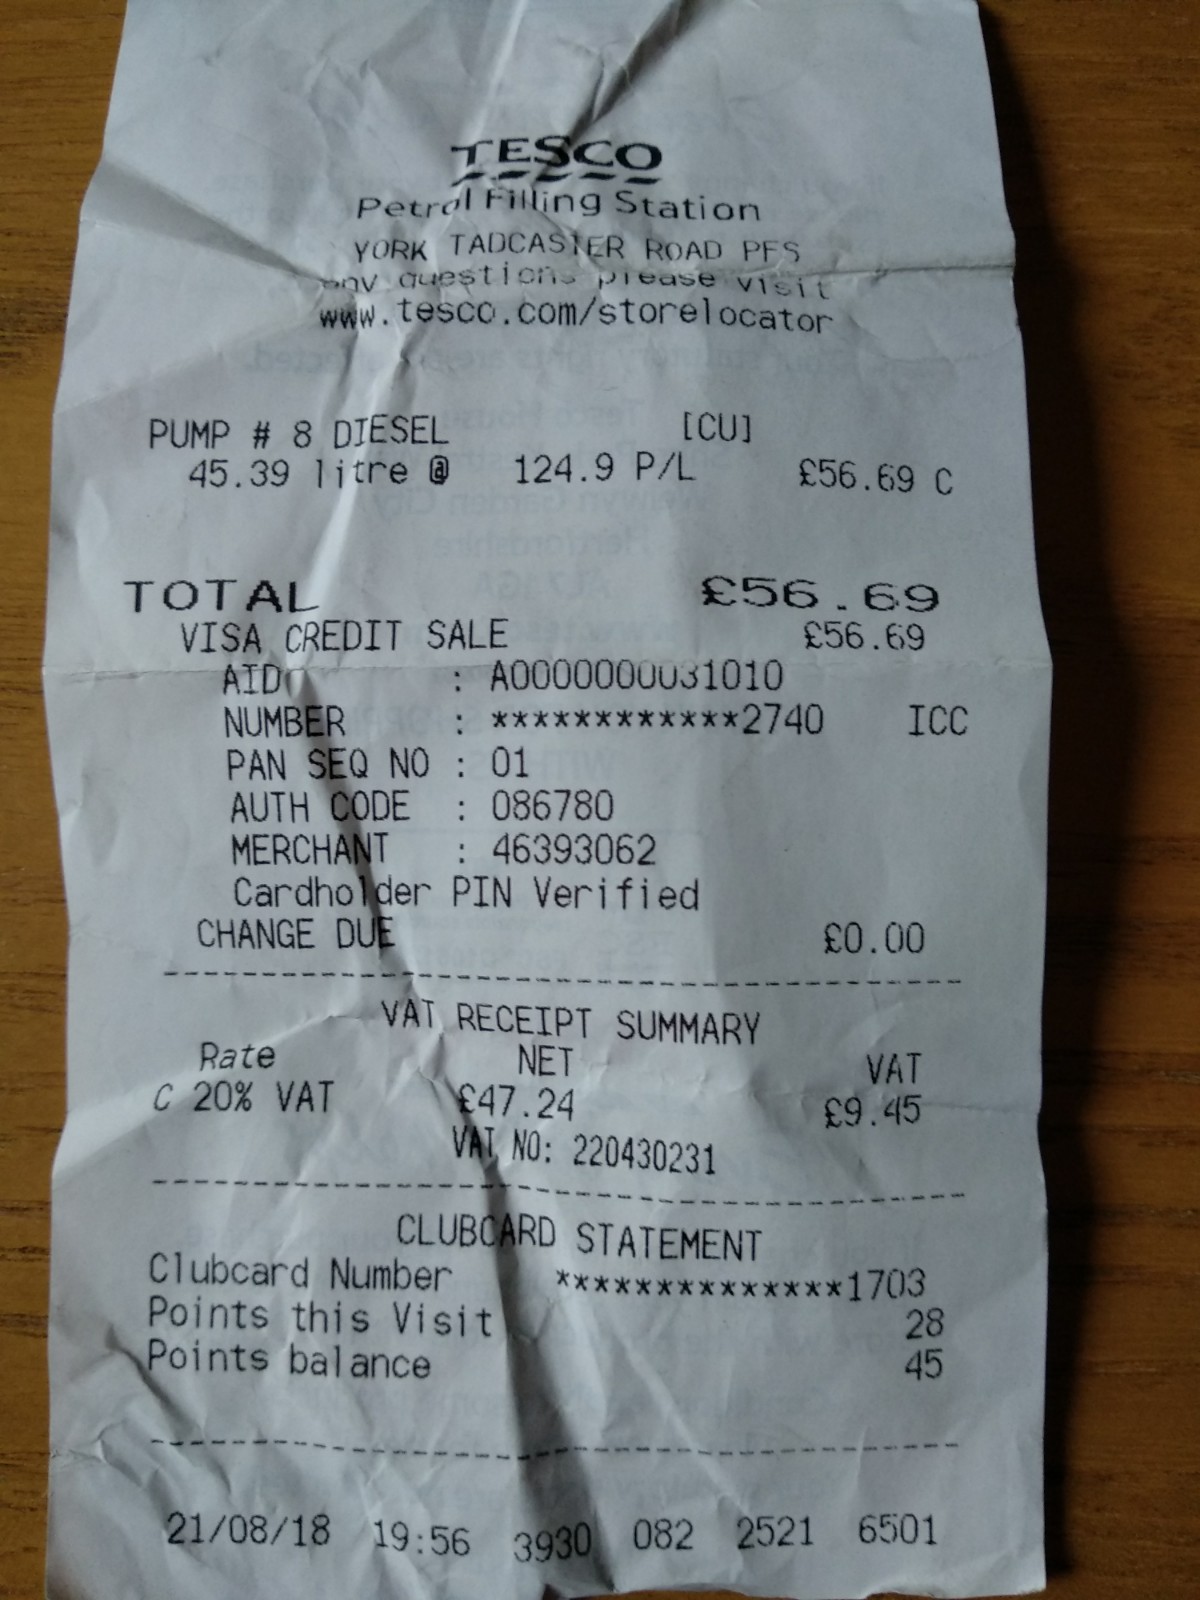 TESCO
Petrol Filling Station
YORK TADCASTER ROAD PFS
any questions please visit
www.tesco.com/storelocator
PUMP # 8 DIESEL [CU]
45.39 litre @ 124.9 P/L £56.69 C
TOTAL £56.69
VISA CREDIT SALE £56.69
AID : A0000000031010
NUMBER : ************2740 ICC
PAN SEQ NO : 01
AUTH CODE : 086780
MERCHANT : 46393062
Cardholder PIN Verified
CHANGE DUE £0.00
VAT RECEIPT SUMMARY
Rate NET VAT
C 20% VAT £47.24 £9.45
VAT NO: 220430231
CLUBCARD STATEMENT
Clubcard Number **************1703
Points this Visit 28
Points balance 45
21/08/18 19:56 3930 082 2521 6501